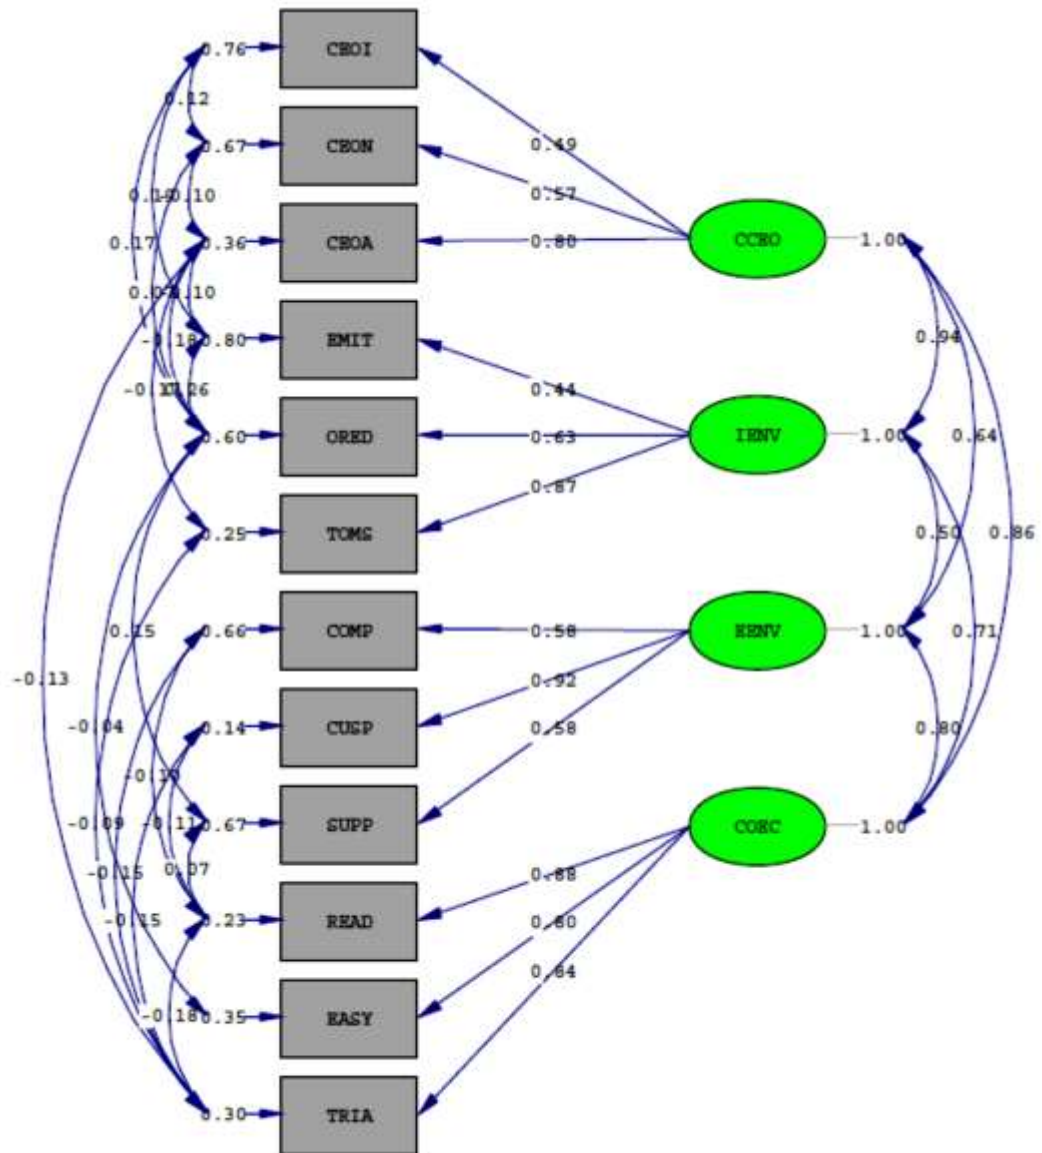 0.76 CEOI
0.12
0.67 CEON 0.49
0.10 0.57
0.36 CEOA 0.80 CCEO 1.00
0.17
0.10
0.80 EMIT 0.94
0.26 0.44
0.60 ORED 0.63 IENV 1.00 0.64
0.87
0.25 TOMS 0.50 0.86
0.15 0.66 COMP 0.58 EENV 1.00 0.71
-0.13 0.92
-0.04 0.14 CUSP 0.58 0.80
-0.09 -0.11 0.67 SUPP COEC 1.00
-0.15 0.07 0.88
-0.15 0.23 READ 0.80
0.64
-0.18 0.35 EASY
0.30 TRIA